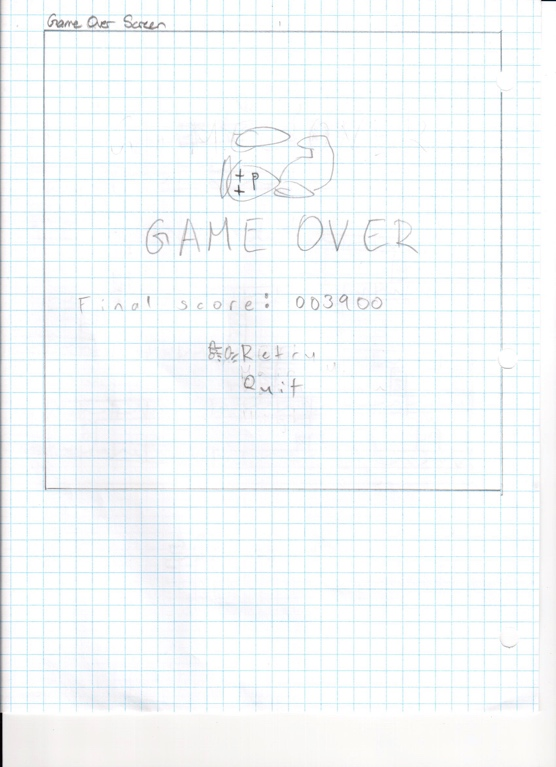 Game Over Screen
++ p
GAME OVER
Final score: 003900
Retry
Quit